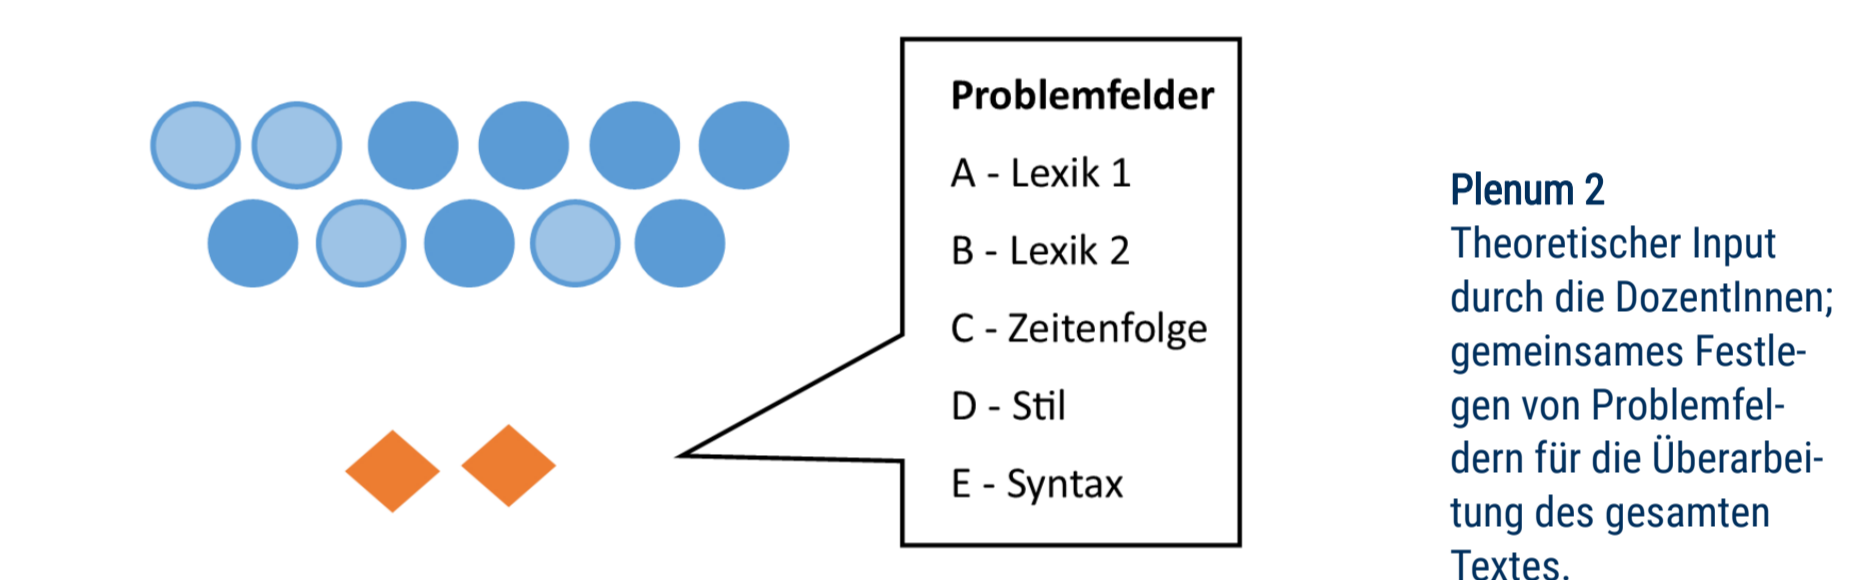 Problemfelder
A - Lexik 1
B - Lexik 2
C - Zeitenfolge
D - Stil
E - Syntax
Plenum 2
Theoretischer Input
durch die DozentInnen;
gemeinsames Festle-
gen von Problemfel-
dern für die Überarbei-
tung des gesamten
Textes.